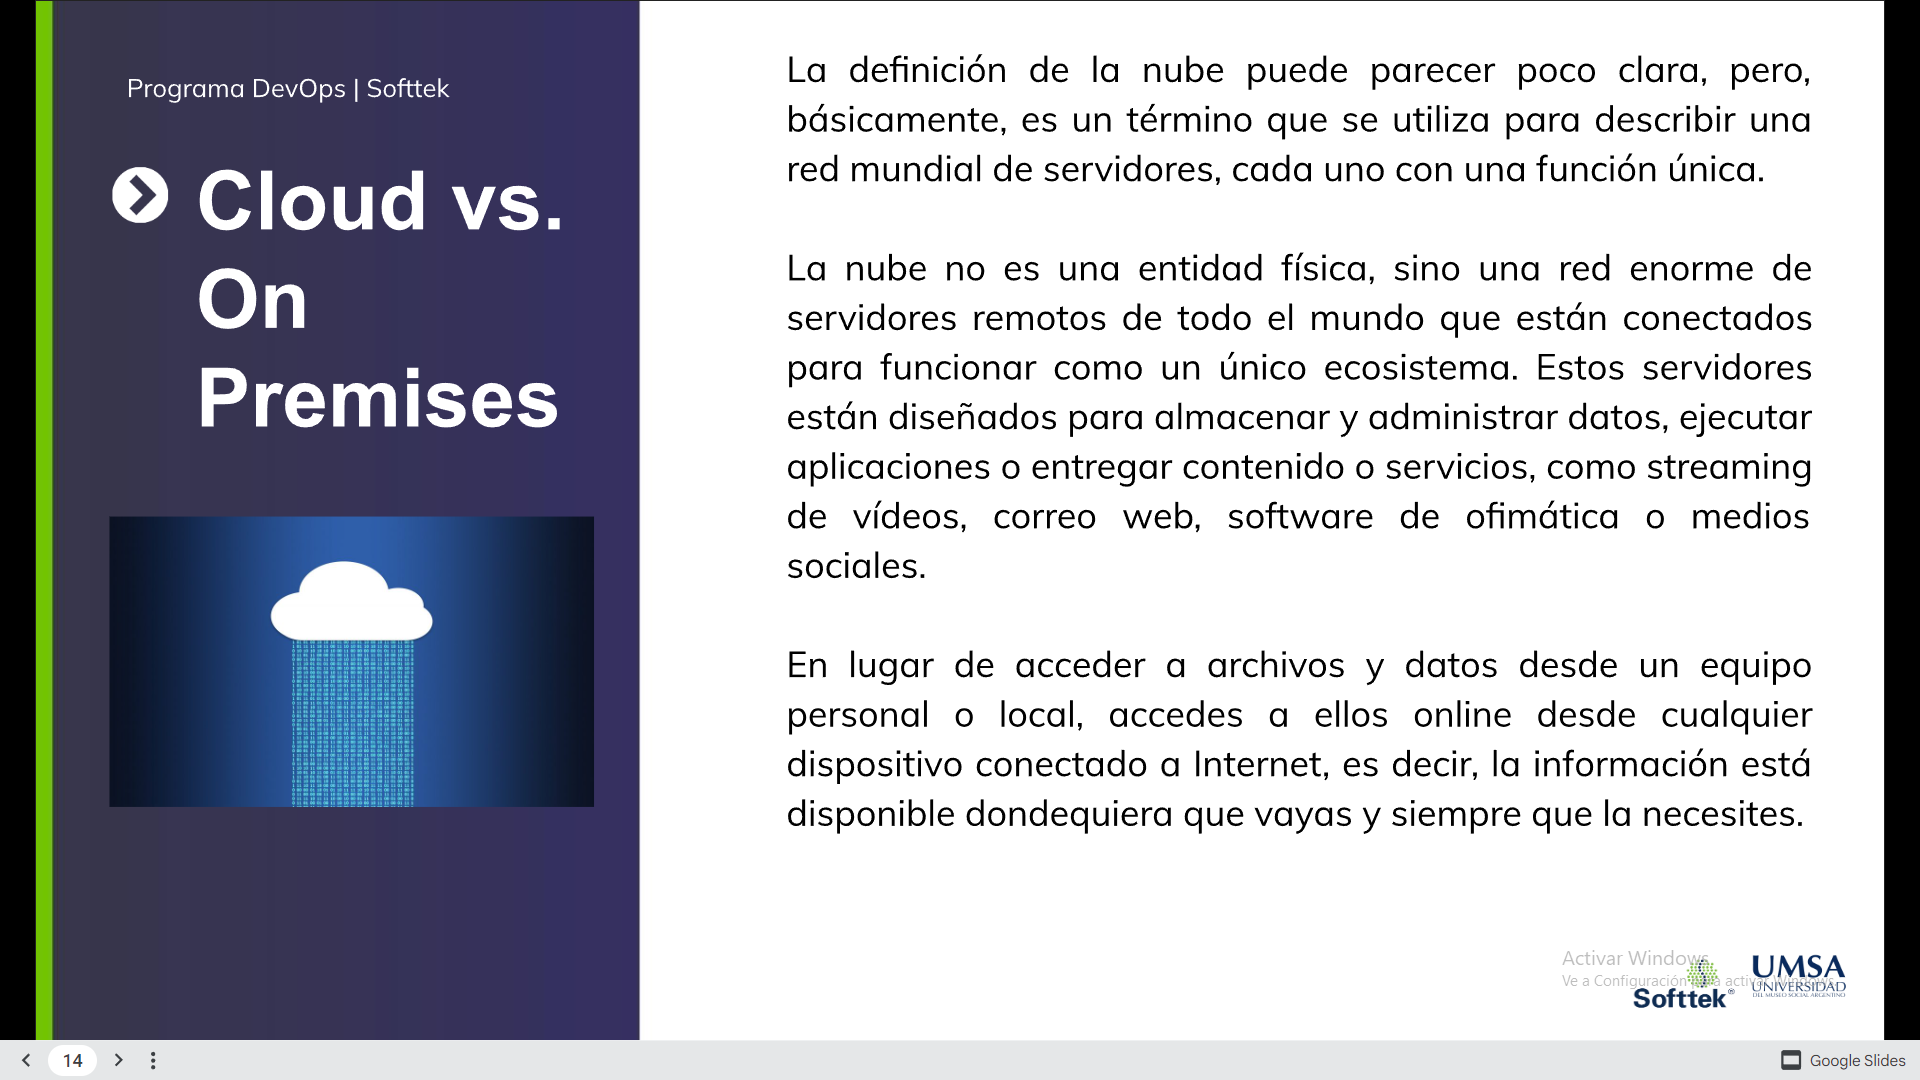 Programa DevOps | Softtek
Cloud vs.
On
Premises
La definición de la nube puede parecer poco clara, pero,
básicamente, es un término que se utiliza para describir una
red mundial de servidores, cada uno con una función única.
La nube no es una entidad física, sino una red enorme de
servidores remotos de todo el mundo que están conectados
para funcionar como un único ecosistema. Estos servidores
están diseñados para almacenar y administrar datos, ejecutar
aplicaciones o entregar contenido o servicios, como streaming
de vídeos, correo web, software de ofimática o medios
sociales.
En lugar de acceder a archivos y datos desde un equipo
personal o local, accedes a ellos online desde cualquier
dispositivo conectado a Internet, es decir, la información está
disponible dondequiera que vayas y siempre que la necesites.
Activar Windows
Ve a Configuración para activar Windows.
Softtek®
UMSA
UNIVERSIDAD
DEL MUSEO SOCIAL ARGENTINO
14
Google Slides